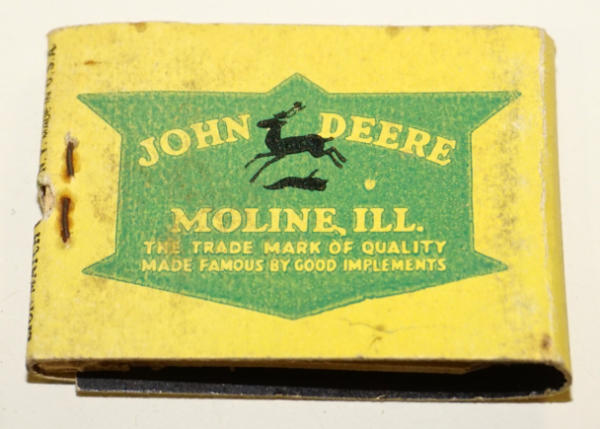 JOHN DEERE
MOLINE, ILL.
THE TRADE MARK OF QUALITY
MADE FAMOUS BY GOOD IMPLEMENTS